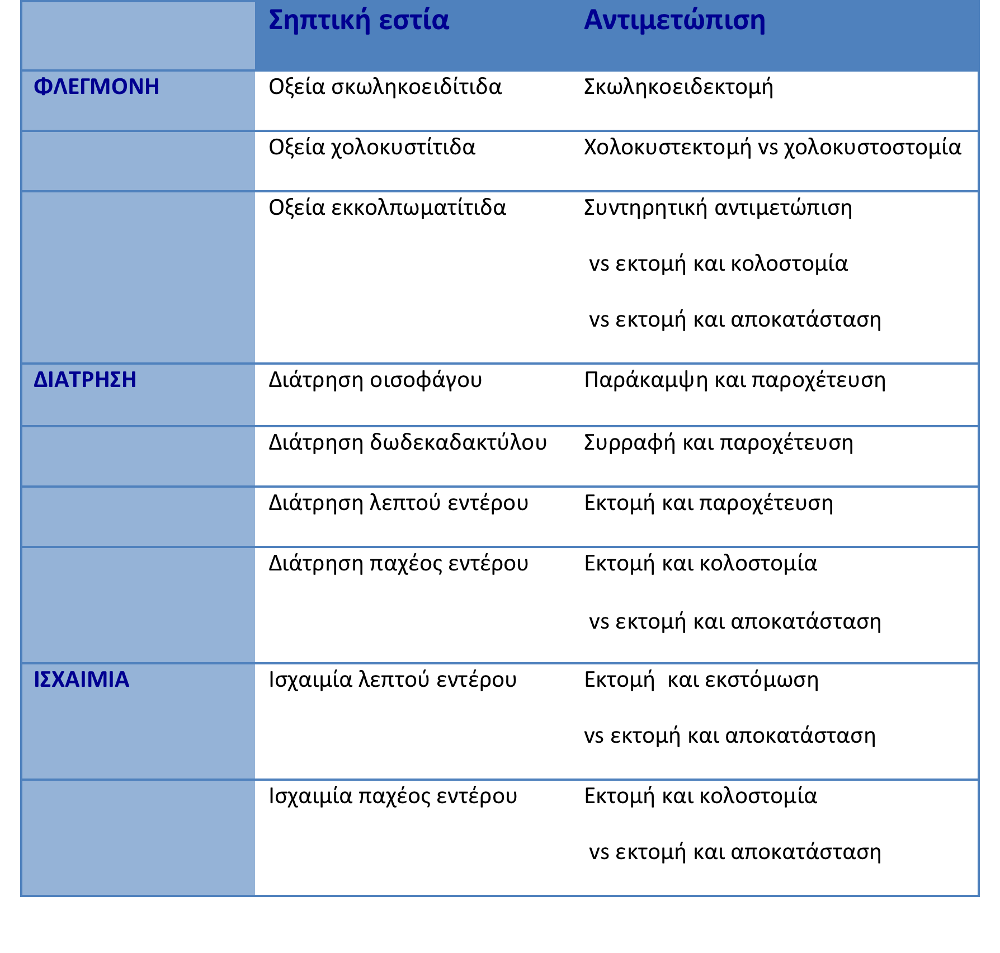 Σηπτική εστία Αντιμετώπιση
ΦΛΕΓΜΟΝΗ Οξεία σκωληκοειδίτιδα Σκωληκοειδεκτομή
Οξεία χολοκυστίτιδα Χολοκυστεκτομή vs χολοκυστοστομία
Οξεία εκκολπωματίτιδα Συντηρητική αντιμετώπιση
vs εκτομή και κολοστομία
vs εκτομή και αποκατάσταση
ΔΙΑΤΡΗΣΗ Διάτρηση οισοφάγου Παράκαμψη και παροχέτευση
Διάτρηση δωδεκαδακτύλου Συρραφή και παροχέτευση
Διάτρηση λεπτού εντέρου Εκτομή και παροχέτευση
Διάτρηση παχέος εντέρου Εκτομή και κολοστομία
vs εκτομή και αποκατάσταση
ΙΣΧΑΙΜΙΑ Ισχαιμία λεπτού εντέρου Εκτομή και εκστόμωση
vs εκτομή και αποκατάσταση
Ισχαιμία παχέος εντέρου Εκτομή και κολοστομία
vs εκτομή και αποκατάσταση